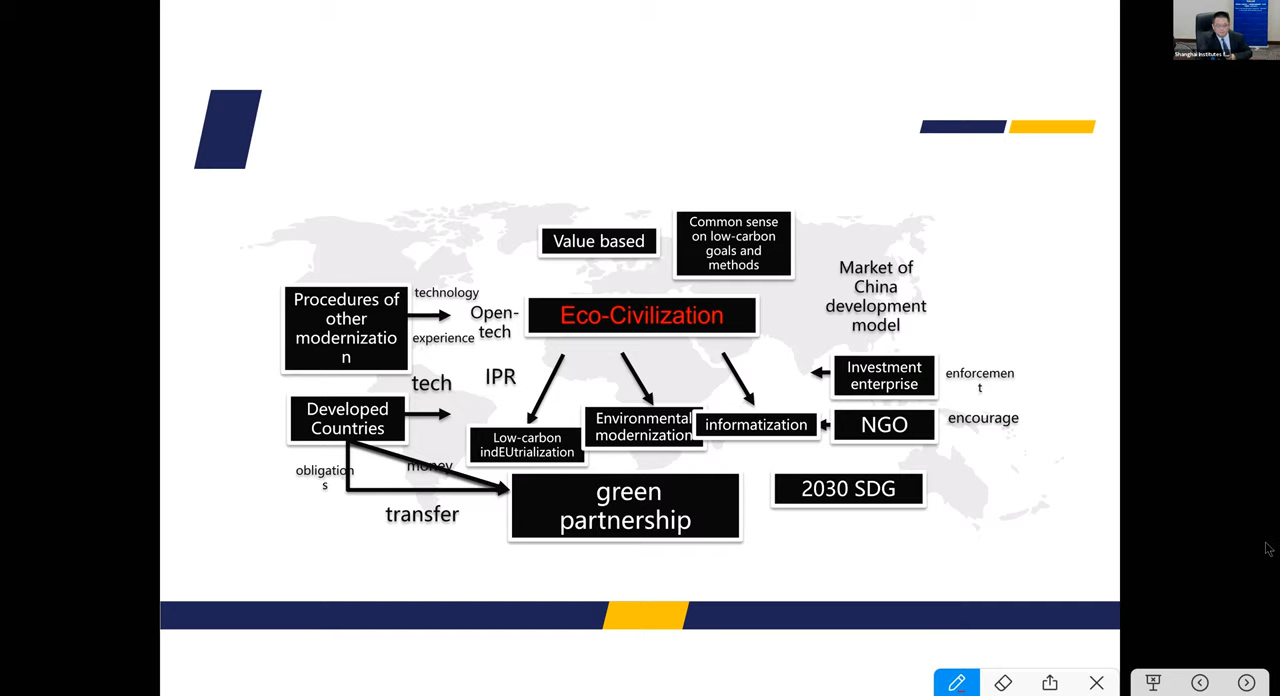 Shanghai Institutes f...
Value based
Common sense
on low-carbon
goals and
methods
Market of
China
development
model
Procedures of
other
modernizatio
n
technology
experience
Open-
tech
Eco-Civilization
tech
IPR
Investment
enterprise
enforcemen
t
Developed
Countries
Low-carbon
indEUtrialization
Environmental
modernization
informatization
NGO
encourage
obligation
s
money
transfer
green
partnership
2030 SDG